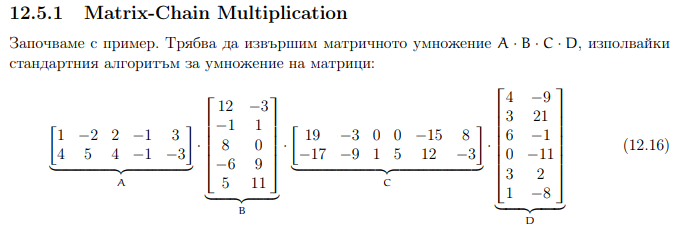 12.5.1 Matrix-Chain Multiplication
Започваме с пример. Трябва да извършим матричното умножение A · B · C · D, изполвайки
стандартния алгоритъм за умножение на матрици:
[1 −2 2 −1 3] [12 −3] [19 −3 0 0 −15 8] [4 −9]
[4 5 4 −1 −3] · [−1 1] · [−17 −9 1 5 12 −3] · [3 21]
[8 0] [6 −1]
[−6 9] [0 −11]
[5 11] [3 2]
[1 −8]
(12.16)
A B C D